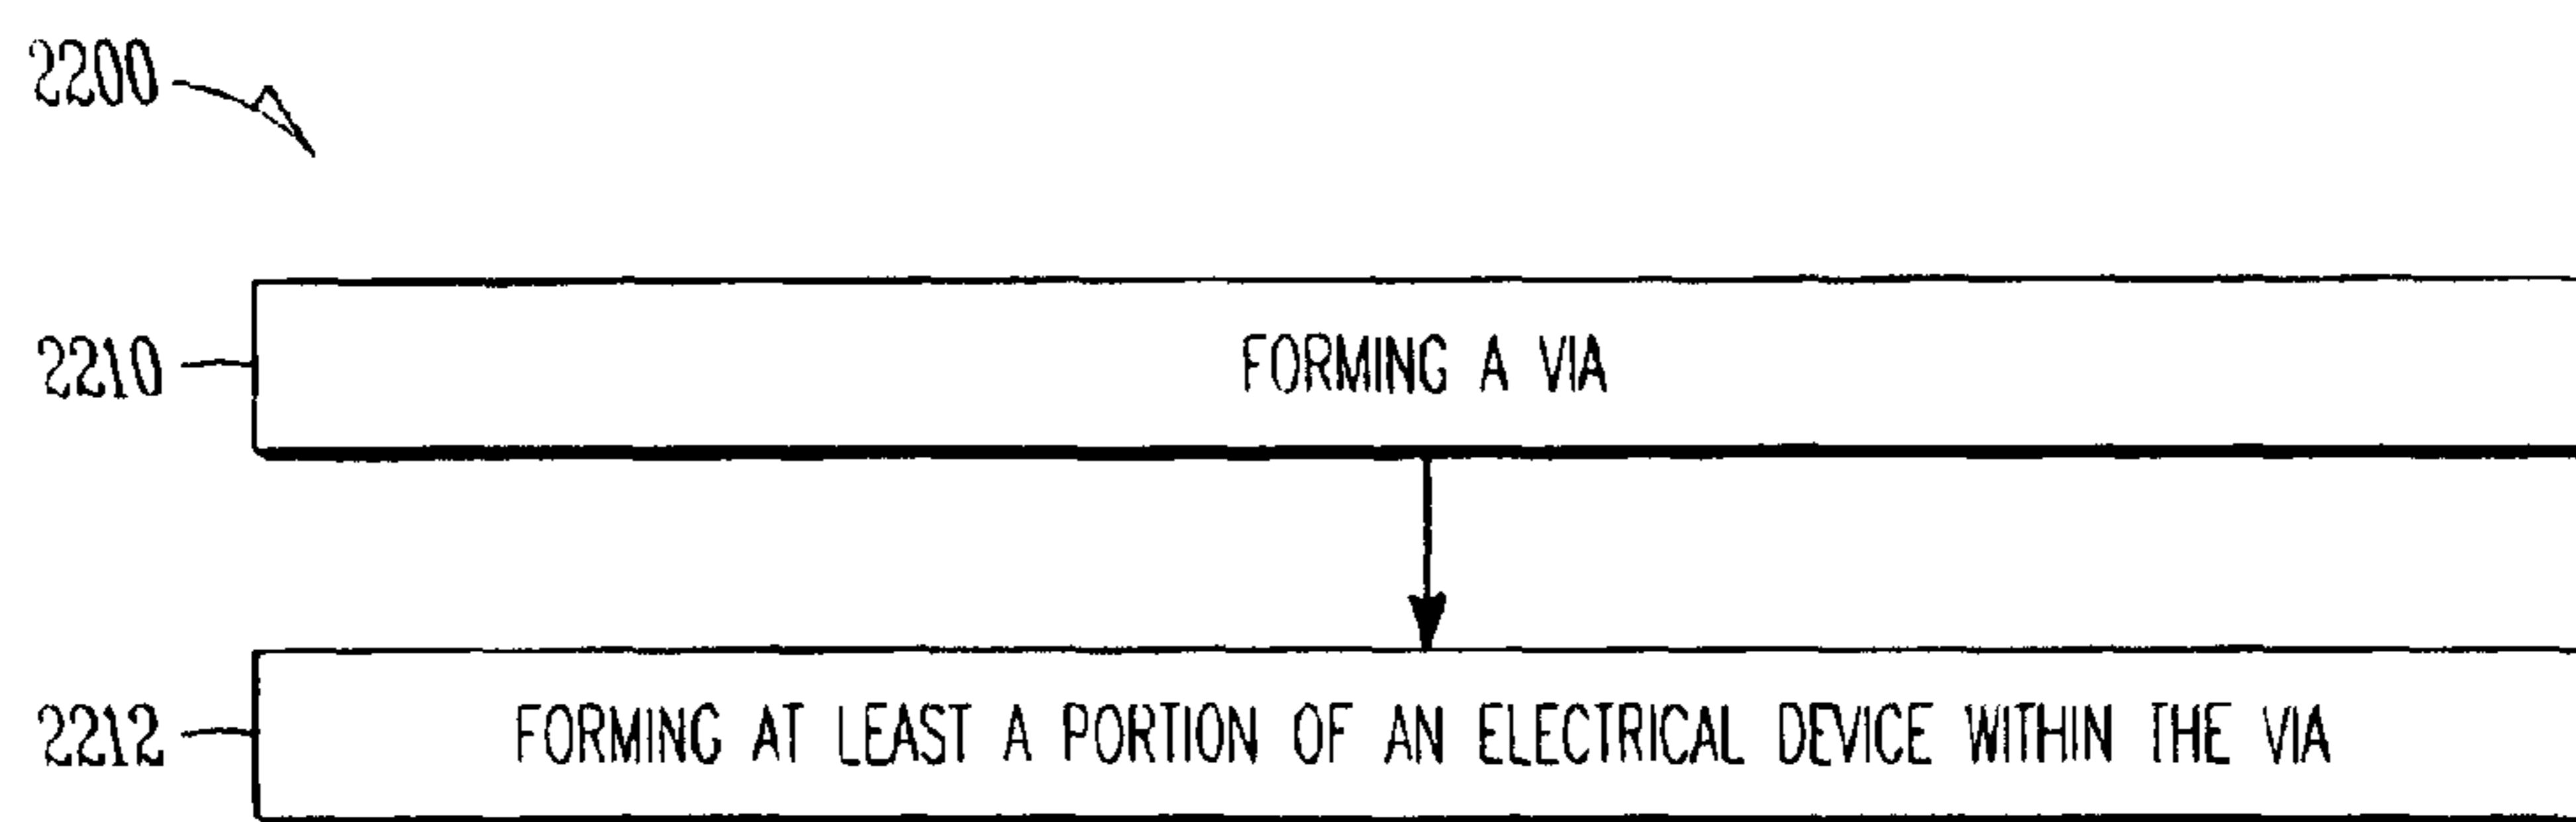 2200
2210
FORMING A VIA
2212
FORMING AT LEAST A PORTION OF AN ELECTRICAL DEVICE WITHIN THE VIA